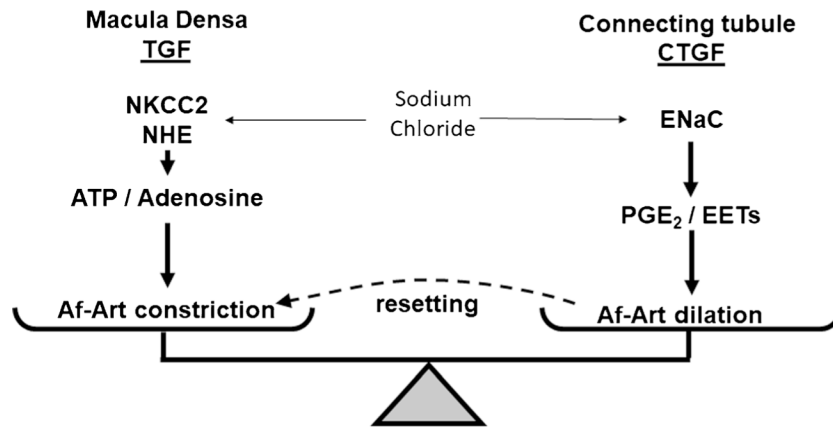 Macula Densa
TGF
NKCC2
NHE
ATP / Adenosine
Af-Art constriction
Sodium
Chloride
resetting
Connecting tubule
CTGF
ENaC
PGE₂ / EETs
Af-Art dilation